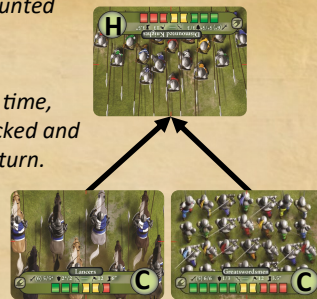 unted
H
Dismounted Knights
time,
cked and
turn.
Lancers
C
Greatswordsmen
C